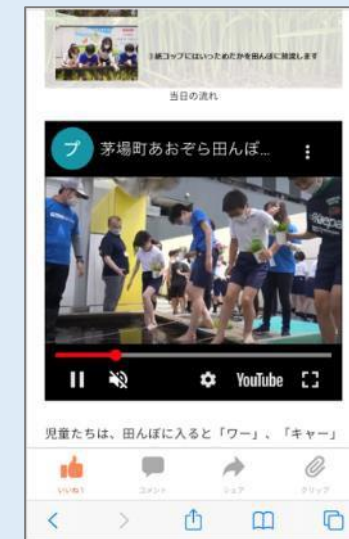 3紙コップにはいっためだかを田んぼに放流します
当日の流れ
プ 茅場町あおぞら田んぼ...
YouTube
児童たちは、田んぼに入ると「ワー」、「キャー」
いいね!
コメント
シェア
クリップ